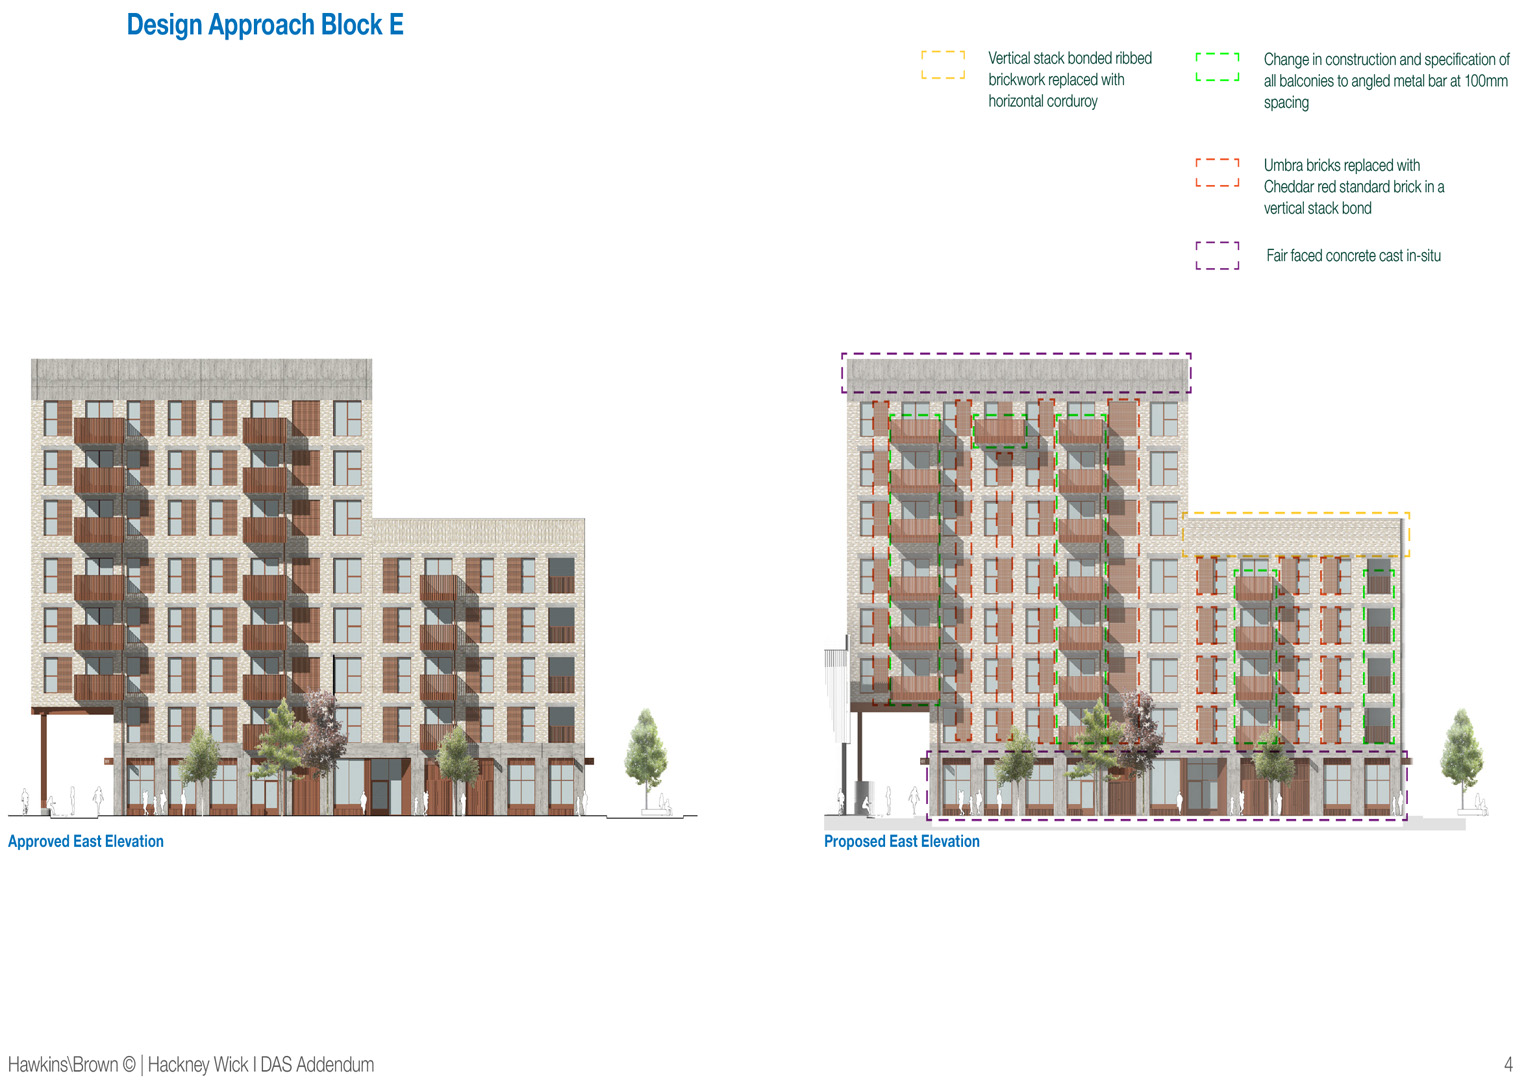 Design Approach Block E
Vertical stack bonded ribbed
brickwork replaced with
horizontal corduroy
Change in construction and specification of
all balconies to angled metal bar at 100mm
spacing
Umbra bricks replaced with
Cheddar red standard brick in a
vertical stack bond
Fair faced concrete cast in-situ
Approved East Elevation
Proposed East Elevation
Hawkins\Brown © | Hackney Wick I DAS Addendum
4